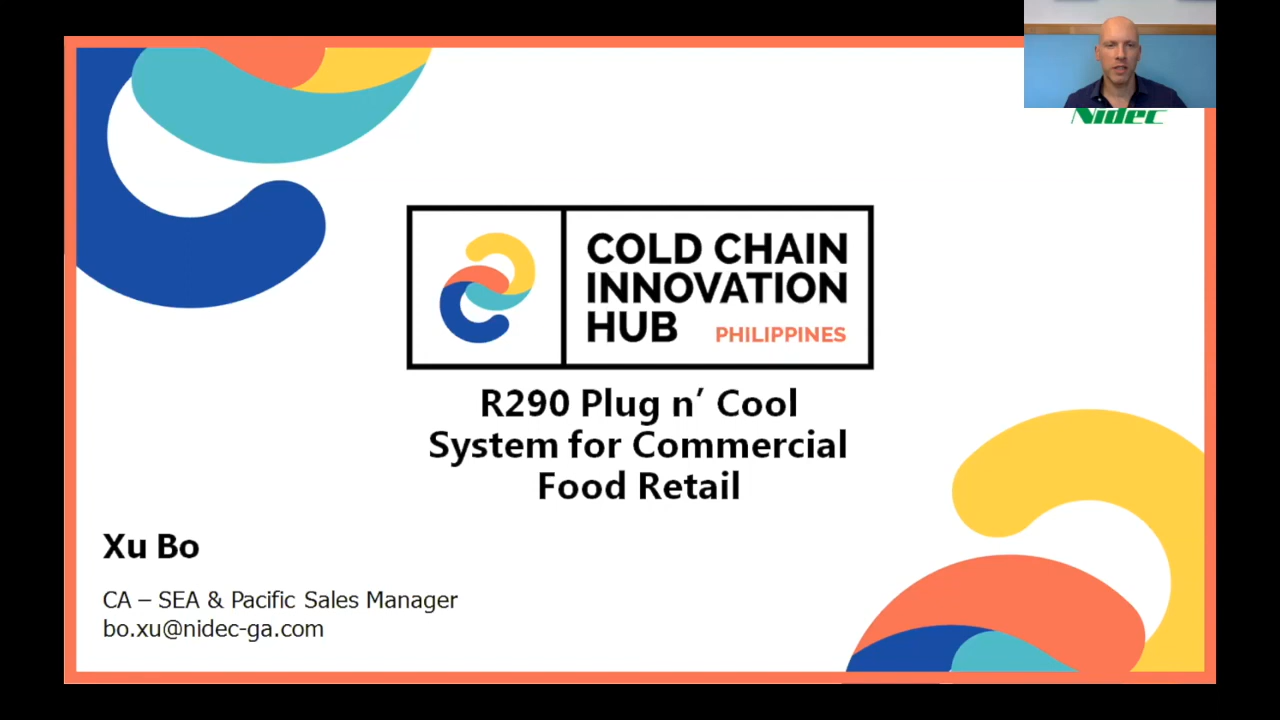 Nidec
COLD CHAIN
INNOVATION
HUB PHILIPPINES
R290 Plug n’ Cool
System for Commercial
Food Retail
Xu Bo
CA – SEA & Pacific Sales Manager
bo.xu@nidec-ga.com